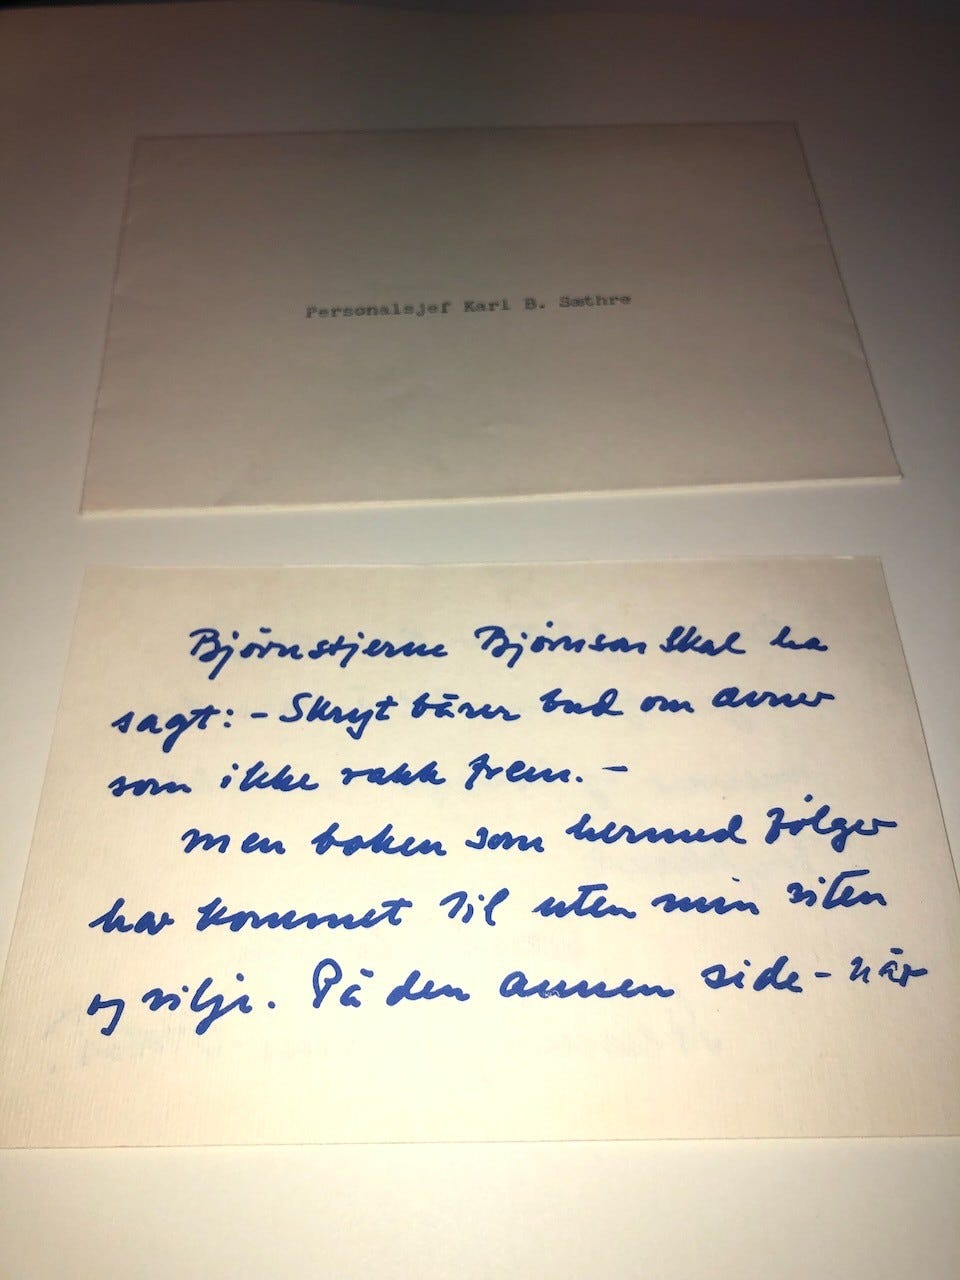 Personalsjef Karl B. Sæthre
Bjørnstjerne Bjørnson skal ha
sagt: – Skryt bærer bud om evner
som ikke rakk frem. –
Men boken som hermed følger
har kommet til uten min viten
og vilje. På den annen side – når